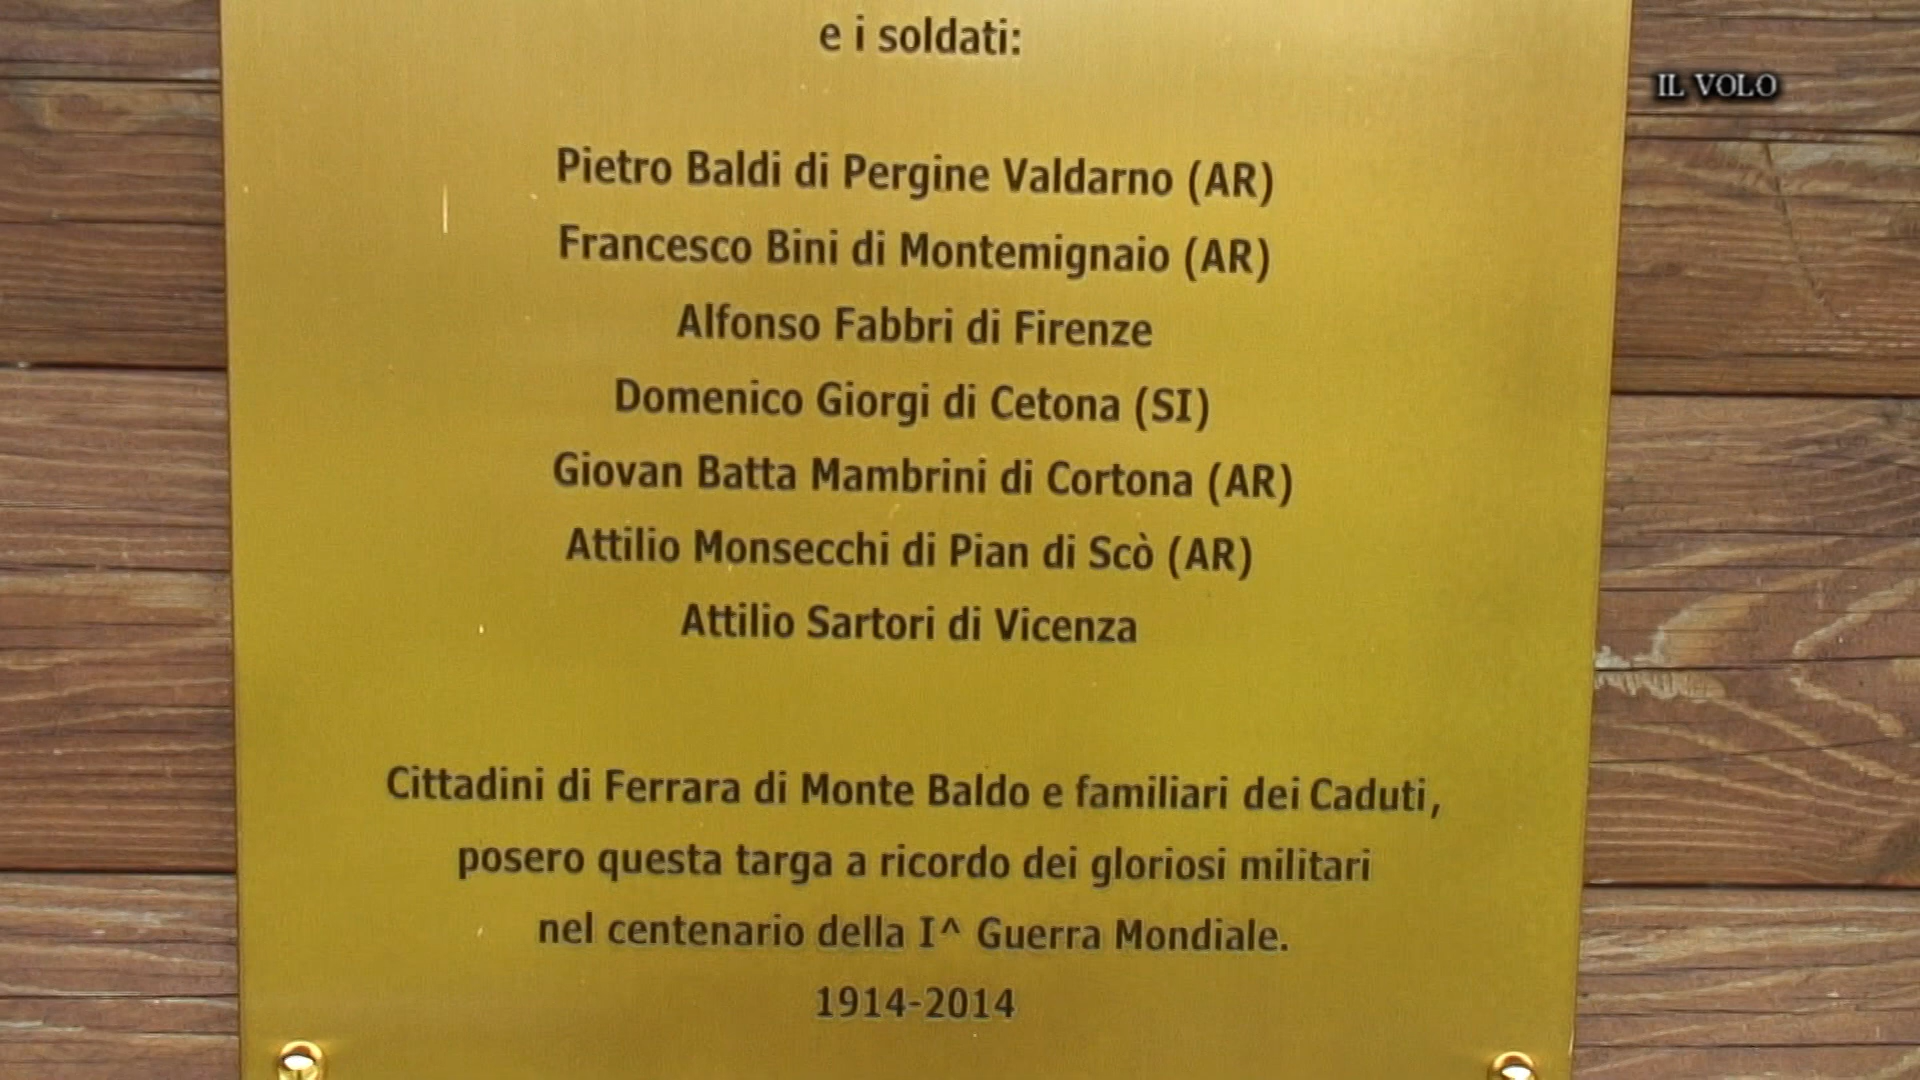 e i soldati:
IL VOLO
Pietro Baldi di Pergine Valdarno (AR)
Francesco Bini di Montemignaio (AR)
Alfonso Fabbri di Firenze
Domenico Giorgi di Cetona (SI)
Giovan Batta Mambrini di Cortona (AR)
Attilio Monsecchi di Pian di Scò (AR)
Attilio Sartori di Vicenza
Cittadini di Ferrara di Monte Baldo e familiari dei Caduti,
posero questa targa a ricordo dei gloriosi militari
nel centenario della I^ Guerra Mondiale.
1914-2014